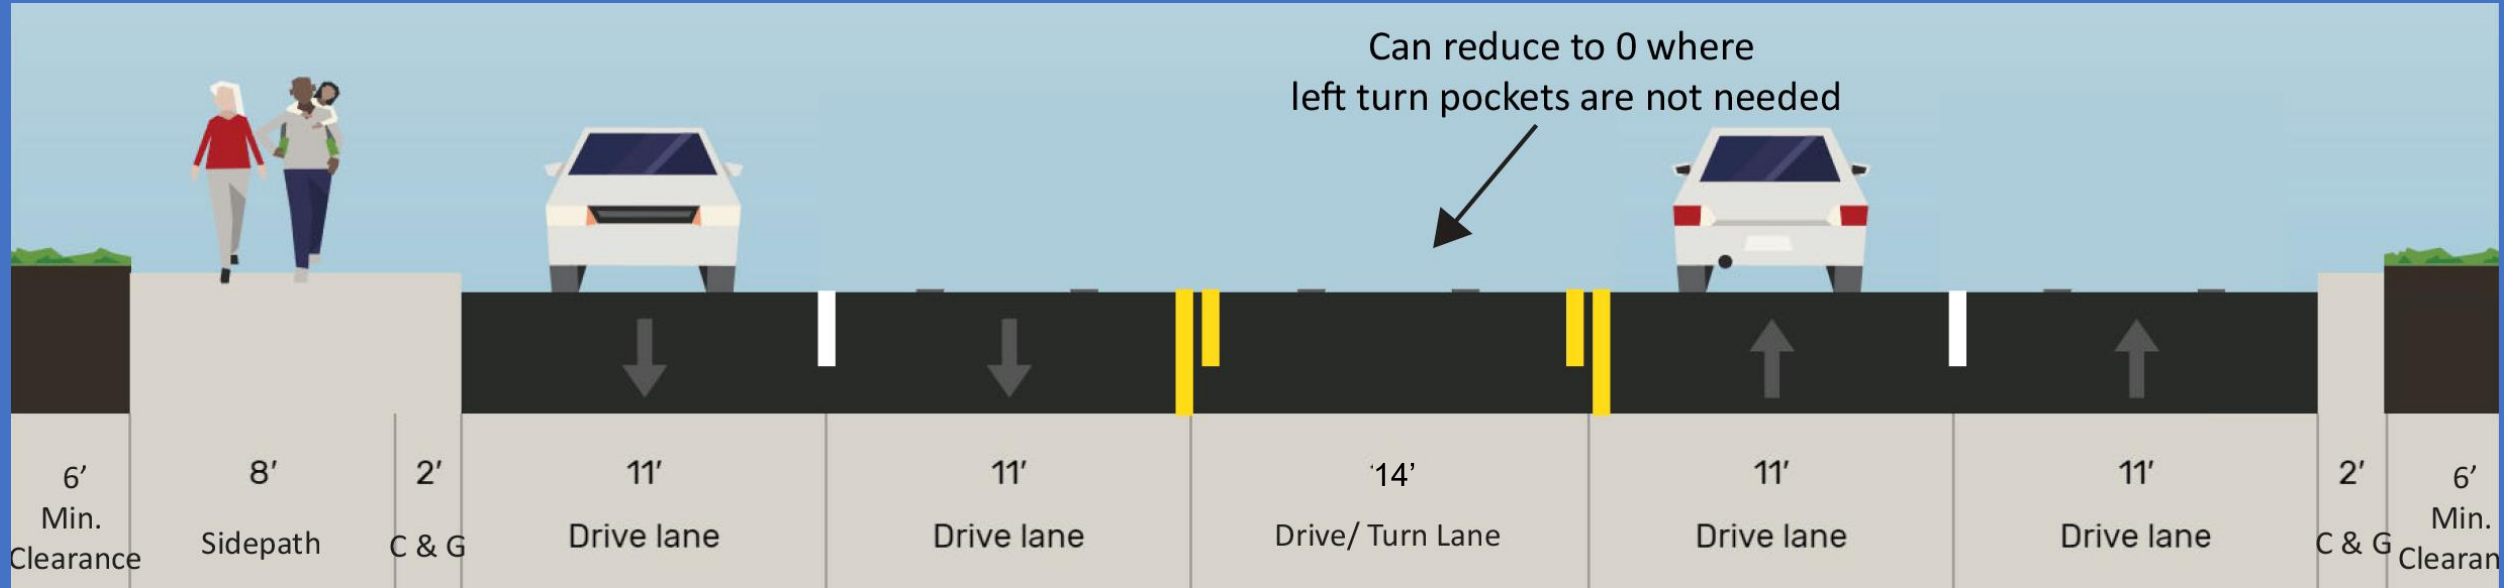 Can reduce to 0 where
left turn pockets are not needed
6’
Min.
Clearance
8’
Sidepath
2’
C & G
11’
Drive lane
11’
Drive lane
14’
Drive/ Turn Lane
11’
Drive lane
11’
Drive lane
2’
C & G
6’
Min.
Clearan